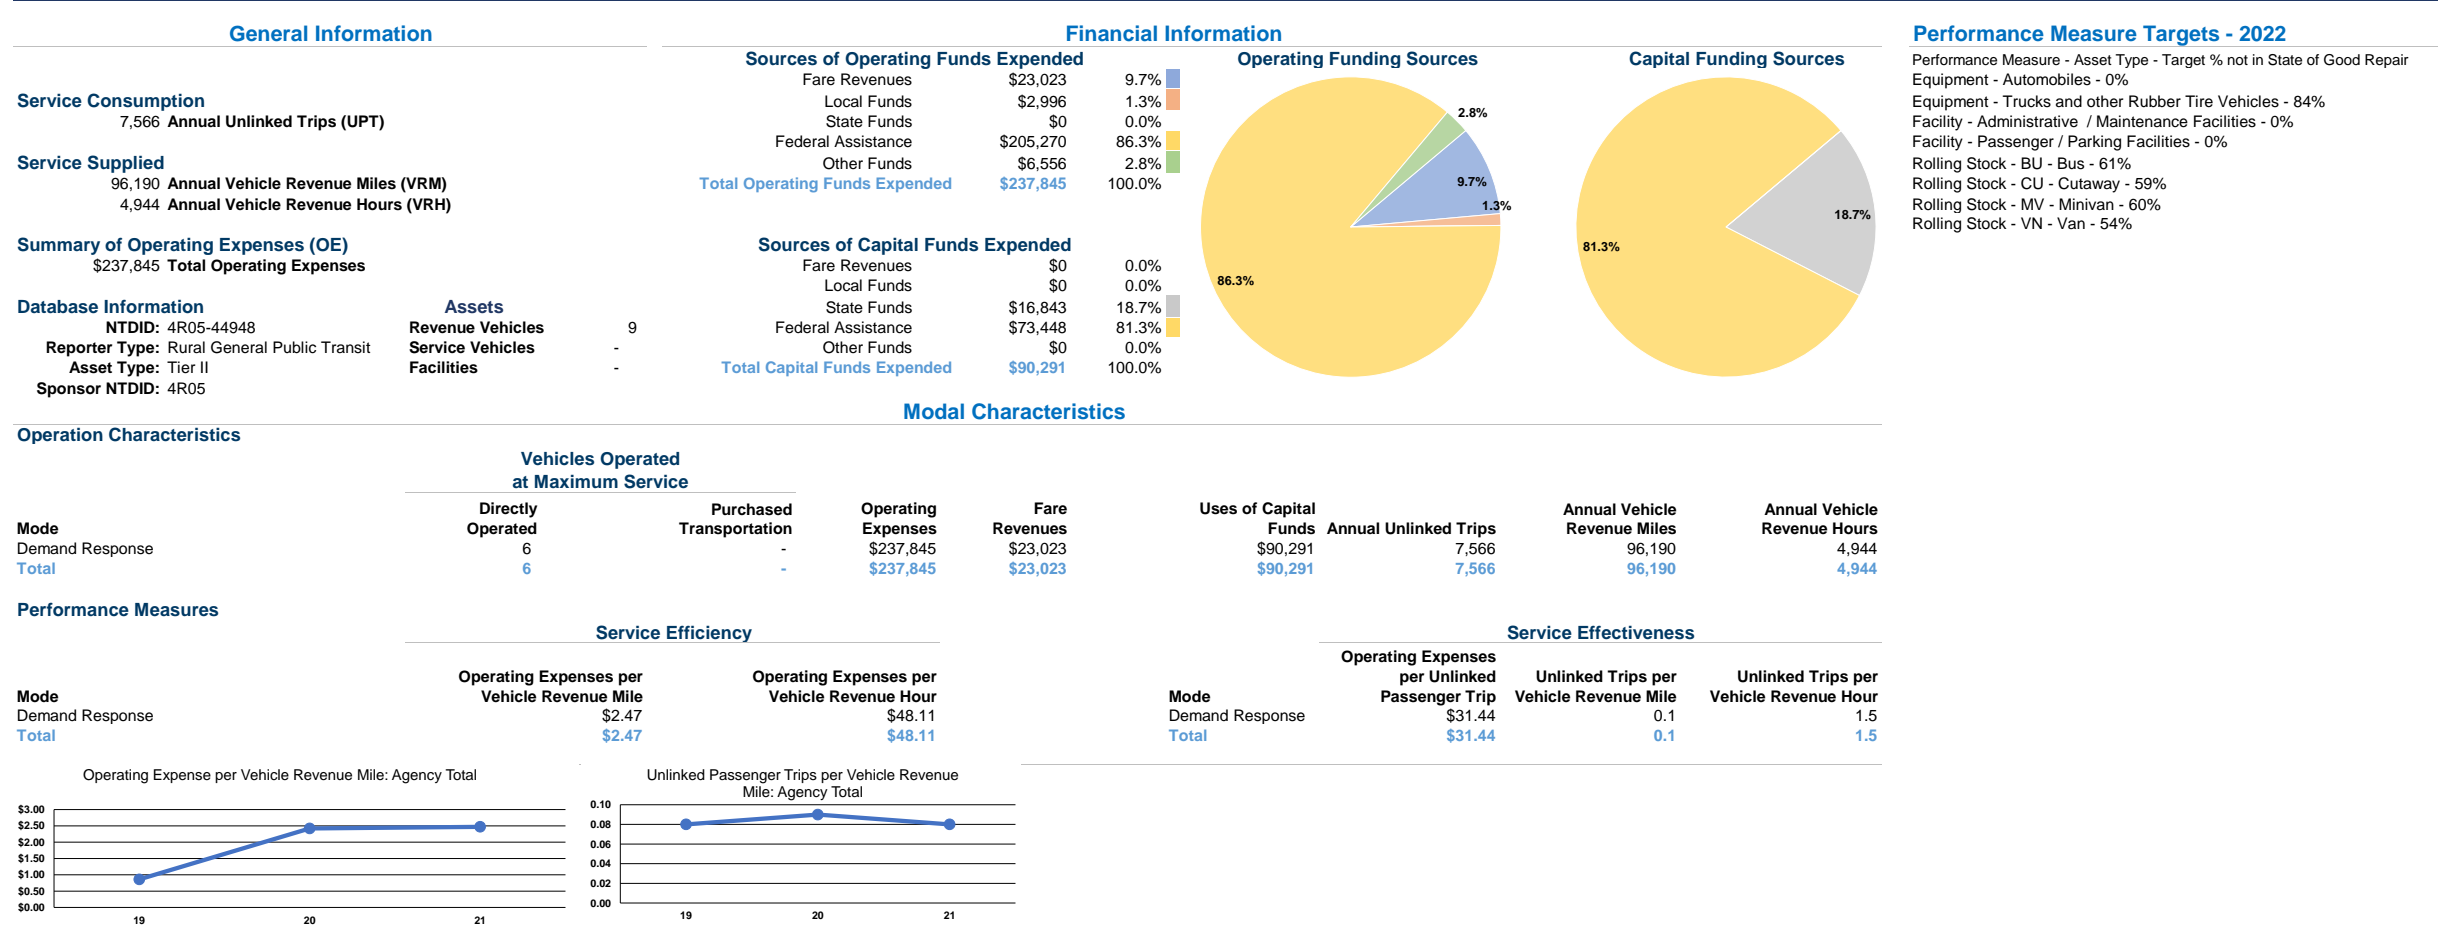 General Information
Service Consumption
7,566 Annual Unlinked Trips (UPT)
Service Supplied
96,190 Annual Vehicle Revenue Miles (VRM)
4,944 Annual Vehicle Revenue Hours (VRH)
Summary of Operating Expenses (OE)
$237,845 Total Operating Expenses
Database Information
NTDID: 4R05-44948
Reporter Type: Rural General Public Transit
Asset Type: Tier II
Sponsor NTDID: 4R05
Assets
Revenue Vehicles 9
Service Vehicles -
Facilities -
Financial Information
Sources of Operating Funds Expended
Fare Revenues $23,023 9.7%
Local Funds $2,996 1.3%
State Funds $0 0.0%
Federal Assistance $205,270 86.3%
Other Funds $6,556 2.8%
Total Operating Funds Expended $237,845 100.0%
Sources of Capital Funds Expended
Fare Revenues $0 0.0%
Local Funds $0 0.0%
State Funds $16,843 18.7%
Federal Assistance $73,448 81.3%
Other Funds $0 0.0%
Total Capital Funds Expended $90,291 100.0%
Operating Funding Sources
2.8%
9.7%
1.3%
86.3%
Capital Funding Sources
18.7%
81.3%
Performance Measure Targets - 2022
Performance Measure - Asset Type - Target % not in State of Good Repair
Equipment - Automobiles - 0%
Equipment - Trucks and other Rubber Tire Vehicles - 84%
Facility - Administrative / Maintenance Facilities - 0%
Facility - Passenger / Parking Facilities - 0%
Rolling Stock - BU - Bus - 61%
Rolling Stock - CU - Cutaway - 59%
Rolling Stock - MV - Minivan - 60%
Rolling Stock - VN - Van - 54%
Modal Characteristics
Operation Characteristics
Vehicles Operated
at Maximum Service
Directly Purchased Operating Fare Uses of Capital Annual Vehicle Annual Vehicle
Mode Operated Transportation Expenses Revenues Funds Annual Unlinked Trips Revenue Miles Revenue Hours
Demand Response 6 - $237,845 $23,023 $90,291 7,566 96,190 4,944
Total 6 - $237,845 $23,023 $90,291 7,566 96,190 4,944
Performance Measures
Service Efficiency
Operating Expenses per Operating Expenses per
Mode Vehicle Revenue Mile Vehicle Revenue Hour
Demand Response $2.47 $48.11
Total $2.47 $48.11
Service Effectiveness
Operating Expenses
per Unlinked Unlinked Trips per Unlinked Trips per
Mode Passenger Trip Vehicle Revenue Mile Vehicle Revenue Hour
Demand Response $31.44 0.1 1.5
Total $31.44 0.1 1.5
Operating Expense per Vehicle Revenue Mile: Agency Total
$3.00
$2.50
$2.00
$1.50
$1.00
$0.50
$0.00
19 20 21
Unlinked Passenger Trips per Vehicle Revenue
Mile: Agency Total
0.10
0.08
0.06
0.04
0.02
0.00
19 20 21